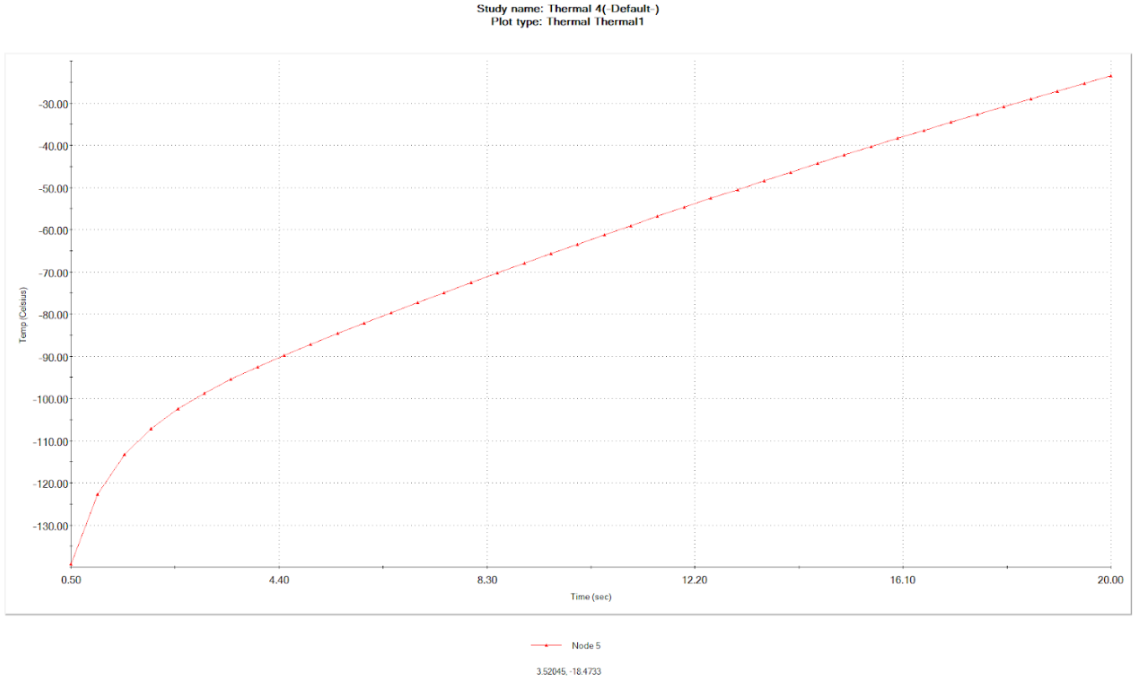 Study name: Thermal 4(-Default-)
Plot type: Thermal Thermal1
-30.00
-40.00
-50.00
-60.00
-70.00
-80.00
-90.00
-100.00
-110.00
-120.00
-130.00
Temp (Celsius)
0.50 4.40 8.30 12.20 16.10 20.00
Time (sec)
Node 5
3.52045, -18.4733